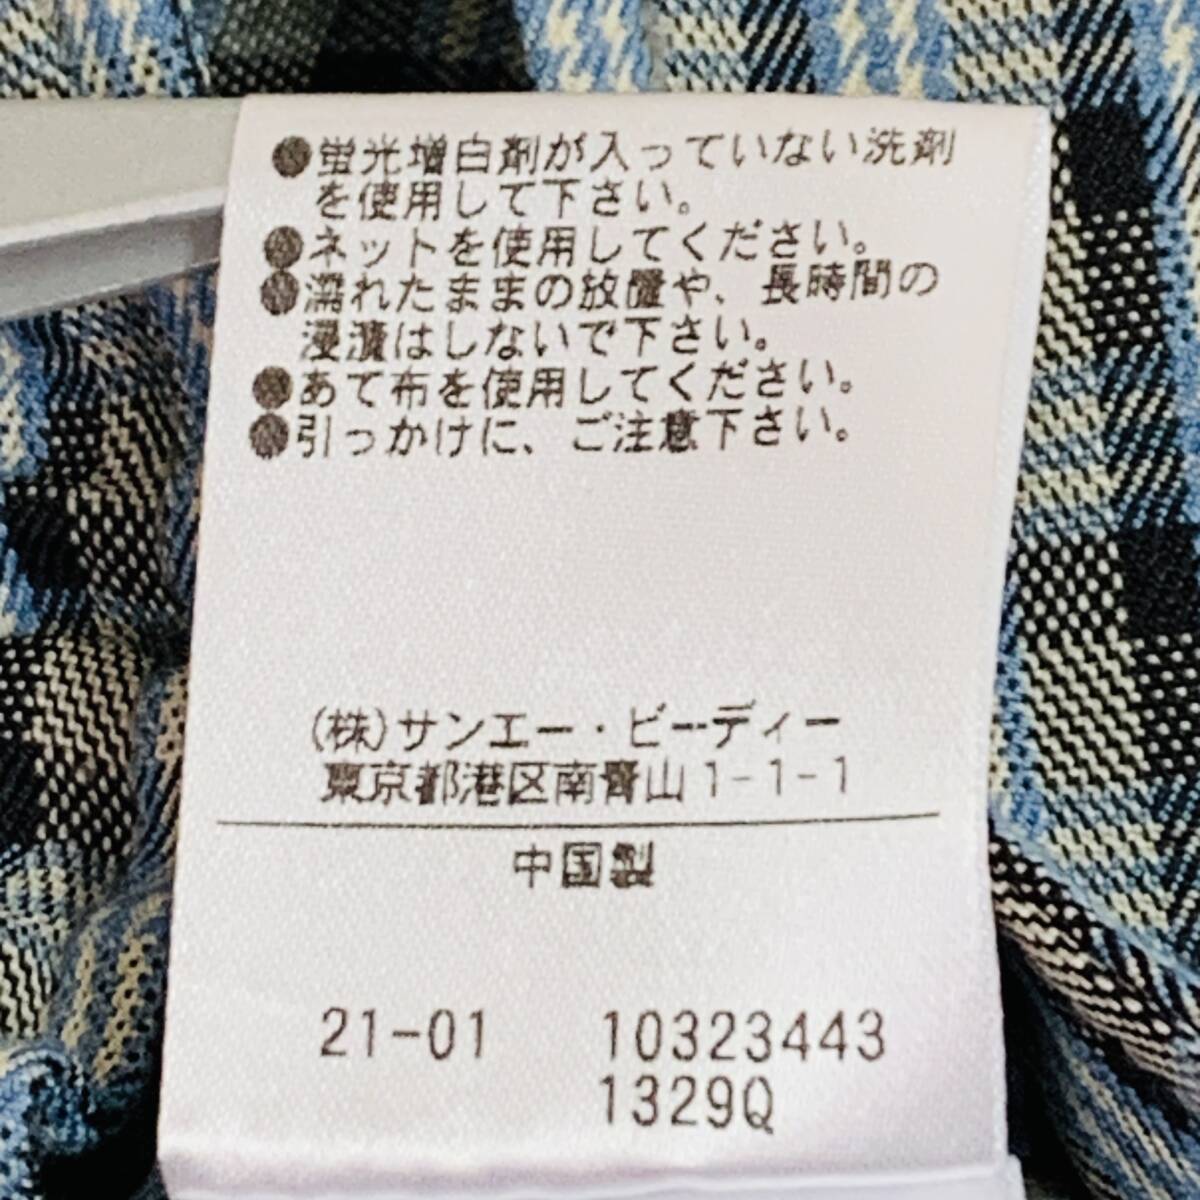 ●蛍光増白剤が入っていない洗剤
を使用して下さい。
●ネットを使用してください。
●濡れたままの放置や、長時間の
浸漬はしないで下さい。
●あて布を使用してください。
●引っかけに、ご注意下さい。
(株)サンエー・ビーディー
東京都港区南青山1-1-1
中国製
21-01 10323443
1329Q